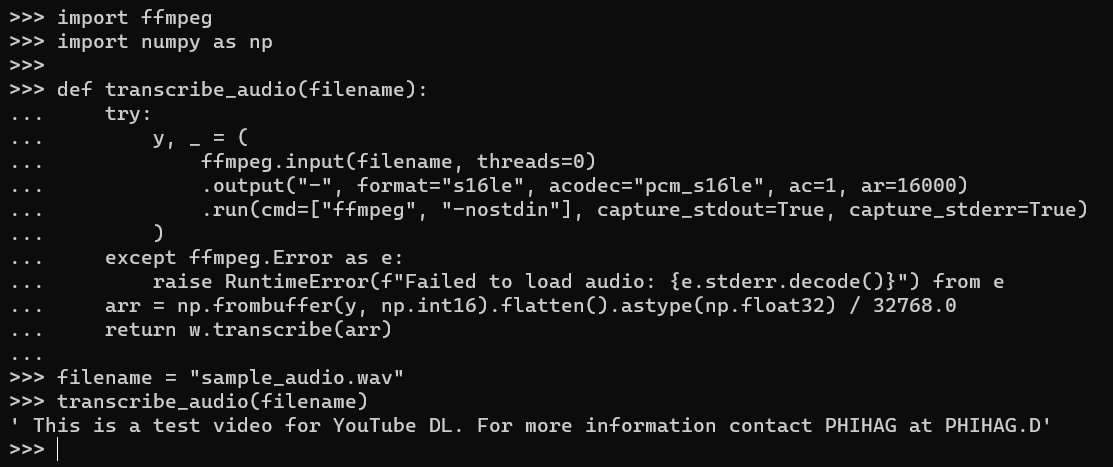 >>> import ffmpeg
>>> import numpy as np
>>>
>>> def transcribe_audio(filename):
...     try:
...         y, _ = (
...             ffmpeg.input(filename, threads=0)
...             .output("-", format="s16le", acodec="pcm_s16le", ac=1, ar=16000)
...             .run(cmd=["ffmpeg", "-nostdin"], capture_stdout=True, capture_stderr=True)
...         )
...     except ffmpeg.Error as e:
...         raise RuntimeError(f"Failed to load audio: {e.stderr.decode()}") from e
...     arr = np.frombuffer(y, np.int16).flatten().astype(np.float32) / 32768.0
...     return w.transcribe(arr)
...
>>> filename = "sample_audio.wav"
>>> transcribe_audio(filename)
' This is a test video for YouTube DL. For more information contact PHIHAG at PHIHAG.D'
>>>